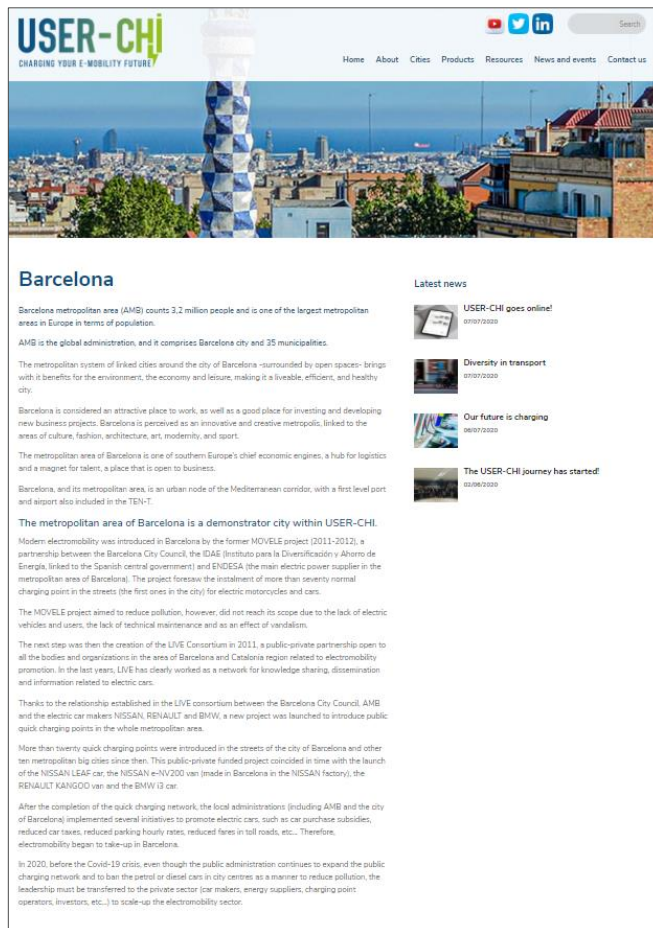 USER-CHi
CHARGING YOUR E-MOBILITY FUTURE
Search
Home About Cities Products Resources News and events Contact us
Barcelona
Barcelona metropolitan area (AMB) counts 3,2 million people and is one of the largest metropolitan
areas in Europe in terms of population.
AMB is the global administration, and it comprises Barcelona city and 35 municipalities.
The metropolitan system of linked cities around the city of Barcelona -surrounded by open spaces- brings
with it benefits for the environment, the economy and leisure, making it a liveable, efficient, and healthy
city.
Barcelona is considered an attractive place to work, as well as a good place for investing and developing
new business projects. Barcelona is perceived as an innovative and creative metropolis, linked to the
areas of culture, fashion, architecture, art, modernity, and sport.
The metropolitan area of Barcelona is one of southern Europe's chief economic engines, a hub for logistics
and a magnet for talent, a place that is open to business.
Barcelona, and its metropolitan area, is an urban node of the Mediterranean corridor, with a first level port
and airport also included in the TEN-T.
The metropolitan area of Barcelona is a demonstrator city within USER-CHI.
Modern electromobility was introduced in Barcelona by the former MOVELE project (2011-2012), a
partnership between the Barcelona City Council, the IDAE (Instituto para la Diversificación y Ahorro de
Energía, linked to the Spanish central government) and ENDESA (the main electric power supplier in the
metropolitan area of Barcelona). The project foresaw the instalment of more than seventy normal
charging point in the streets (the first ones in the city) for electric motorcycles and cars.
The MOVELE project aimed to reduce pollution, however, did not reach its scope due to the lack of electric
vehicles and users, the lack of technical maintenance and as an effect of vandalism.
The next step was then the creation of the LIVE Consortium in 2011, a public-private partnership open to
all the bodies and organizations in the area of Barcelona and Catalonia region related to electromobility
promotion. In the last years, LIVE has clearly worked as a network for knowledge sharing, dissemination
and information related to electric cars.
Thanks to the relationship established in the LIVE consortium between the Barcelona City Council, AMB
and the electric car makers NISSAN, RENAULT and BMW, a new project was launched to introduce public
quick charging points in the whole metropolitan area.
More than twenty quick charging points were introduced in the streets of the city of Barcelona and other
ten metropolitan big cities since then. This public-private funded project coincided in time with the launch
of the NISSAN LEAF car, the NISSAN e-NV200 van (made in Barcelona in the NISSAN factory), the
RENAULT KANGOO van and the BMW i3 car.
After the completion of the quick charging network, the local administrations (including AMB and the city
of Barcelona) implemented several initiatives to promote electric cars, such as car purchase subsidies,
reduced car taxes, reduced parking hourly rates, reduced fares in toll roads, etc... Therefore,
electromobility began to take-up in Barcelona.
In 2020, before the Covid-19 crisis, even though the public administration continues to expand the public
charging network and to ban the petrol or diesel cars in city centres as a manner to reduce pollution, the
leadership must be transferred to the private sector (car makers, energy suppliers, charging point
operators, investors, etc...) to scale-up the electromobility sector.
Latest news
USER-CHI goes online!
07/07/2020
Diversity in transport
07/07/2020
Our future is charging
06/07/2020
The USER-CHI journey has started!
02/06/2020